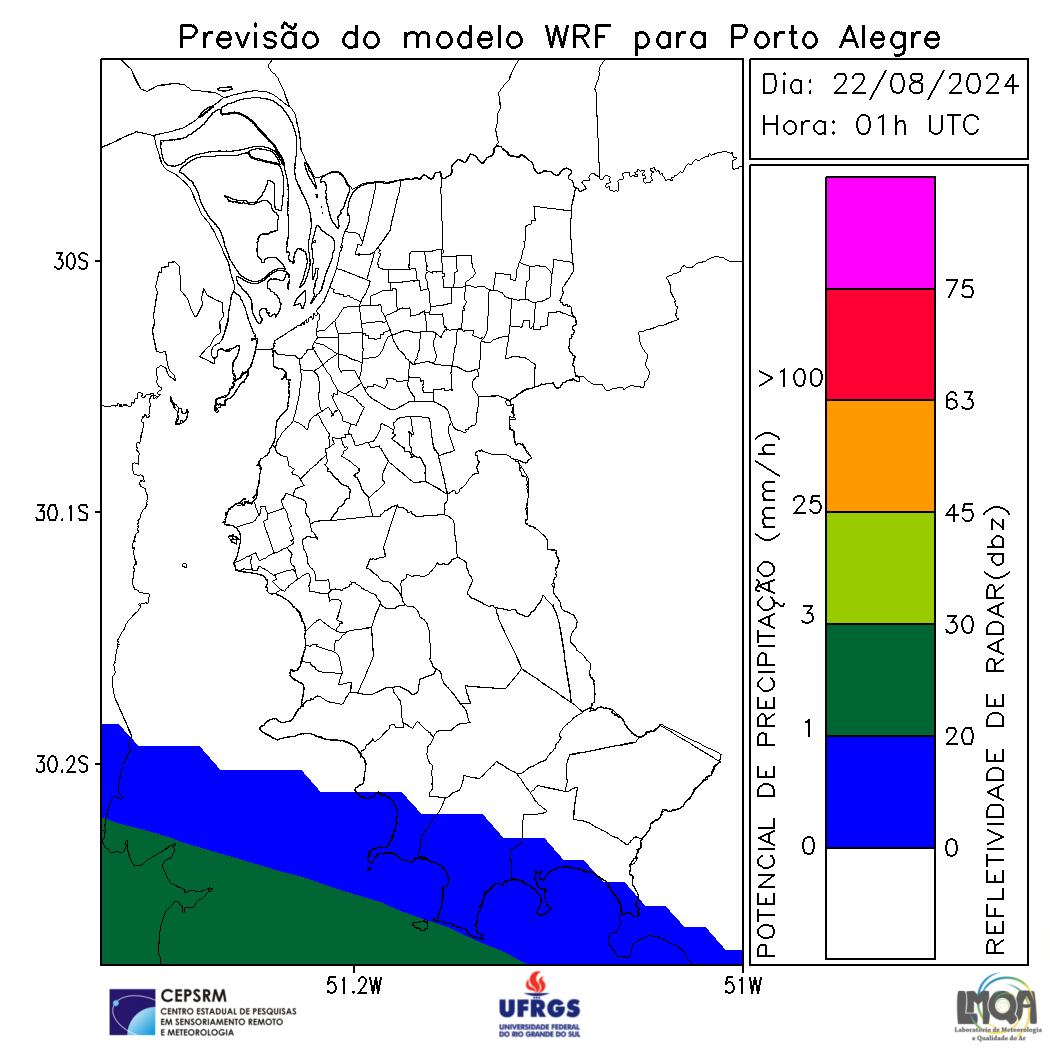 Previsão do modelo WRF para Porto Alegre
Dia: 22/08/2024
Hora: 01h UTC
30S
30.1S
30.2S
51.2W
51W
POTENCIAL DE PRECIPITAÇÃO (mm/h)
>100
25
3
1
0
75
63
45
30
20
0
REFLETIVIDADE DE RADAR(dbz)
CEPSRM
CENTRO ESTADUAL DE PESQUISAS
EM SENSORIAMENTO REMOTO
E METEOROLOGIA
UFRGS
UNIVERSIDADE FEDERAL
DO RIO GRANDE DO SUL
LMQA
Laboratório de Meteorologia
e Qualidade do Ar